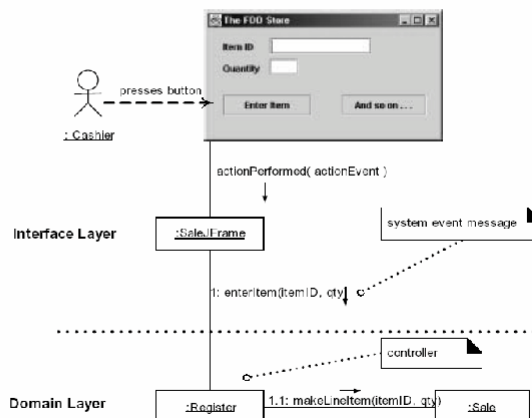 The FOO Store
Item ID
Quantity
Enter Item
And so on . . .
presses button
: Cashier
actionPerformed( actionEvent )
system event message
Interface Layer
:SaleJFrame
1: enterItem(itemID, qty
controller
Domain Layer
:Register
1.1: makeLineItem(itemID, qty)
:Sale